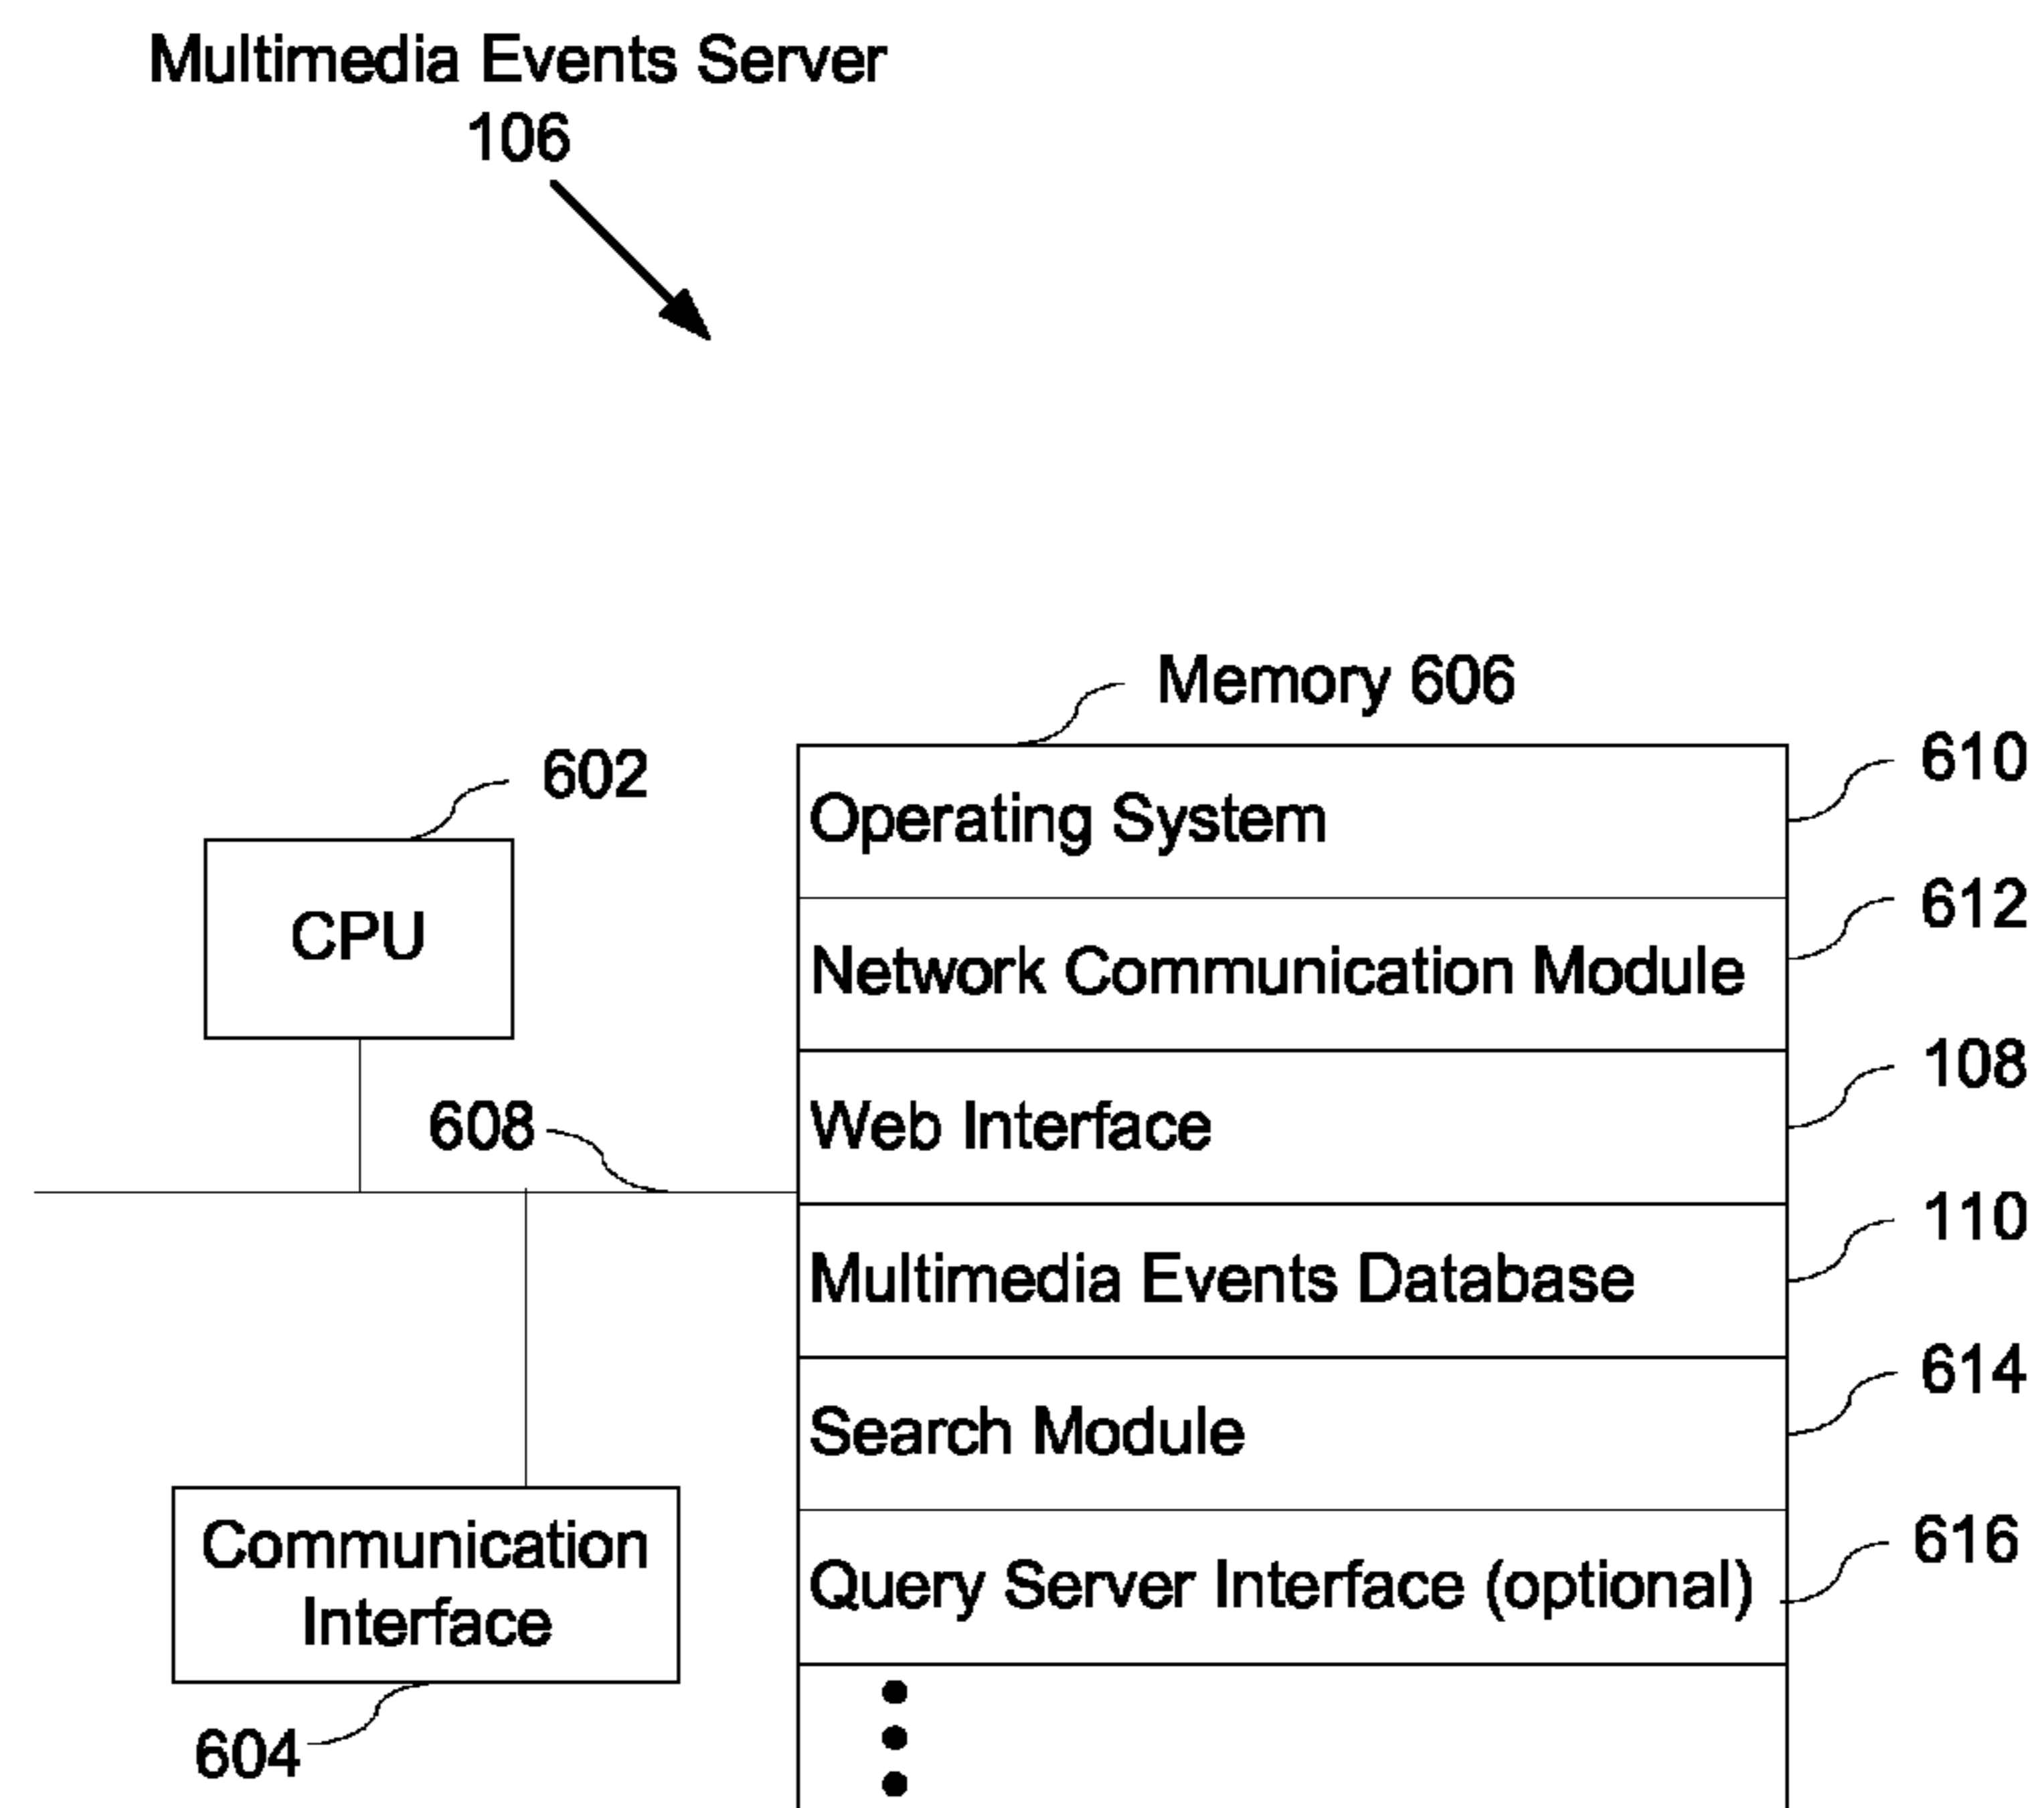 Multimedia Events Server
106
Memory 606
610
602
Operating System
612
CPU
Network Communication Module
108
608
Web Interface
110
Multimedia Events Database
614
Search Module
616
Communication
Interface
Query Server Interface (optional)
604